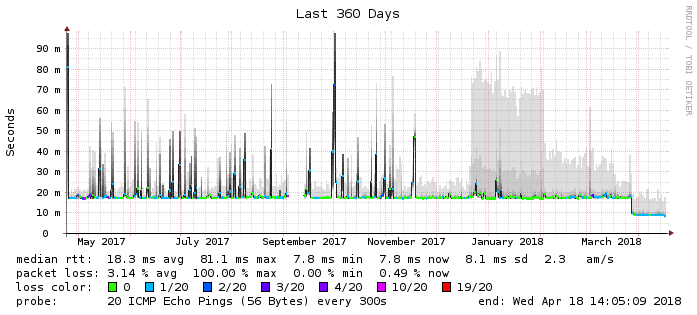 Last 360 Days
RRDTOOL / TOBI OETIKER
Seconds
90 m
80 m
70 m
60 m
50 m
40 m
30 m
20 m
10 m
0
May 2017 July 2017 September 2017 November 2017 January 2018 March 2018
median rtt: 18.3 ms avg 81.1 ms max 7.8 ms min 7.8 ms now 8.1 ms sd 2.3 am/s
packet loss: 3.14 % avg 100.00 % max 0.00 % min 0.49 % now
loss color: 0 1/20 2/20 3/20 4/20 10/20 19/20
probe: 20 ICMP Echo Pings (56 Bytes) every 300s end: Wed Apr 18 14:05:09 2018